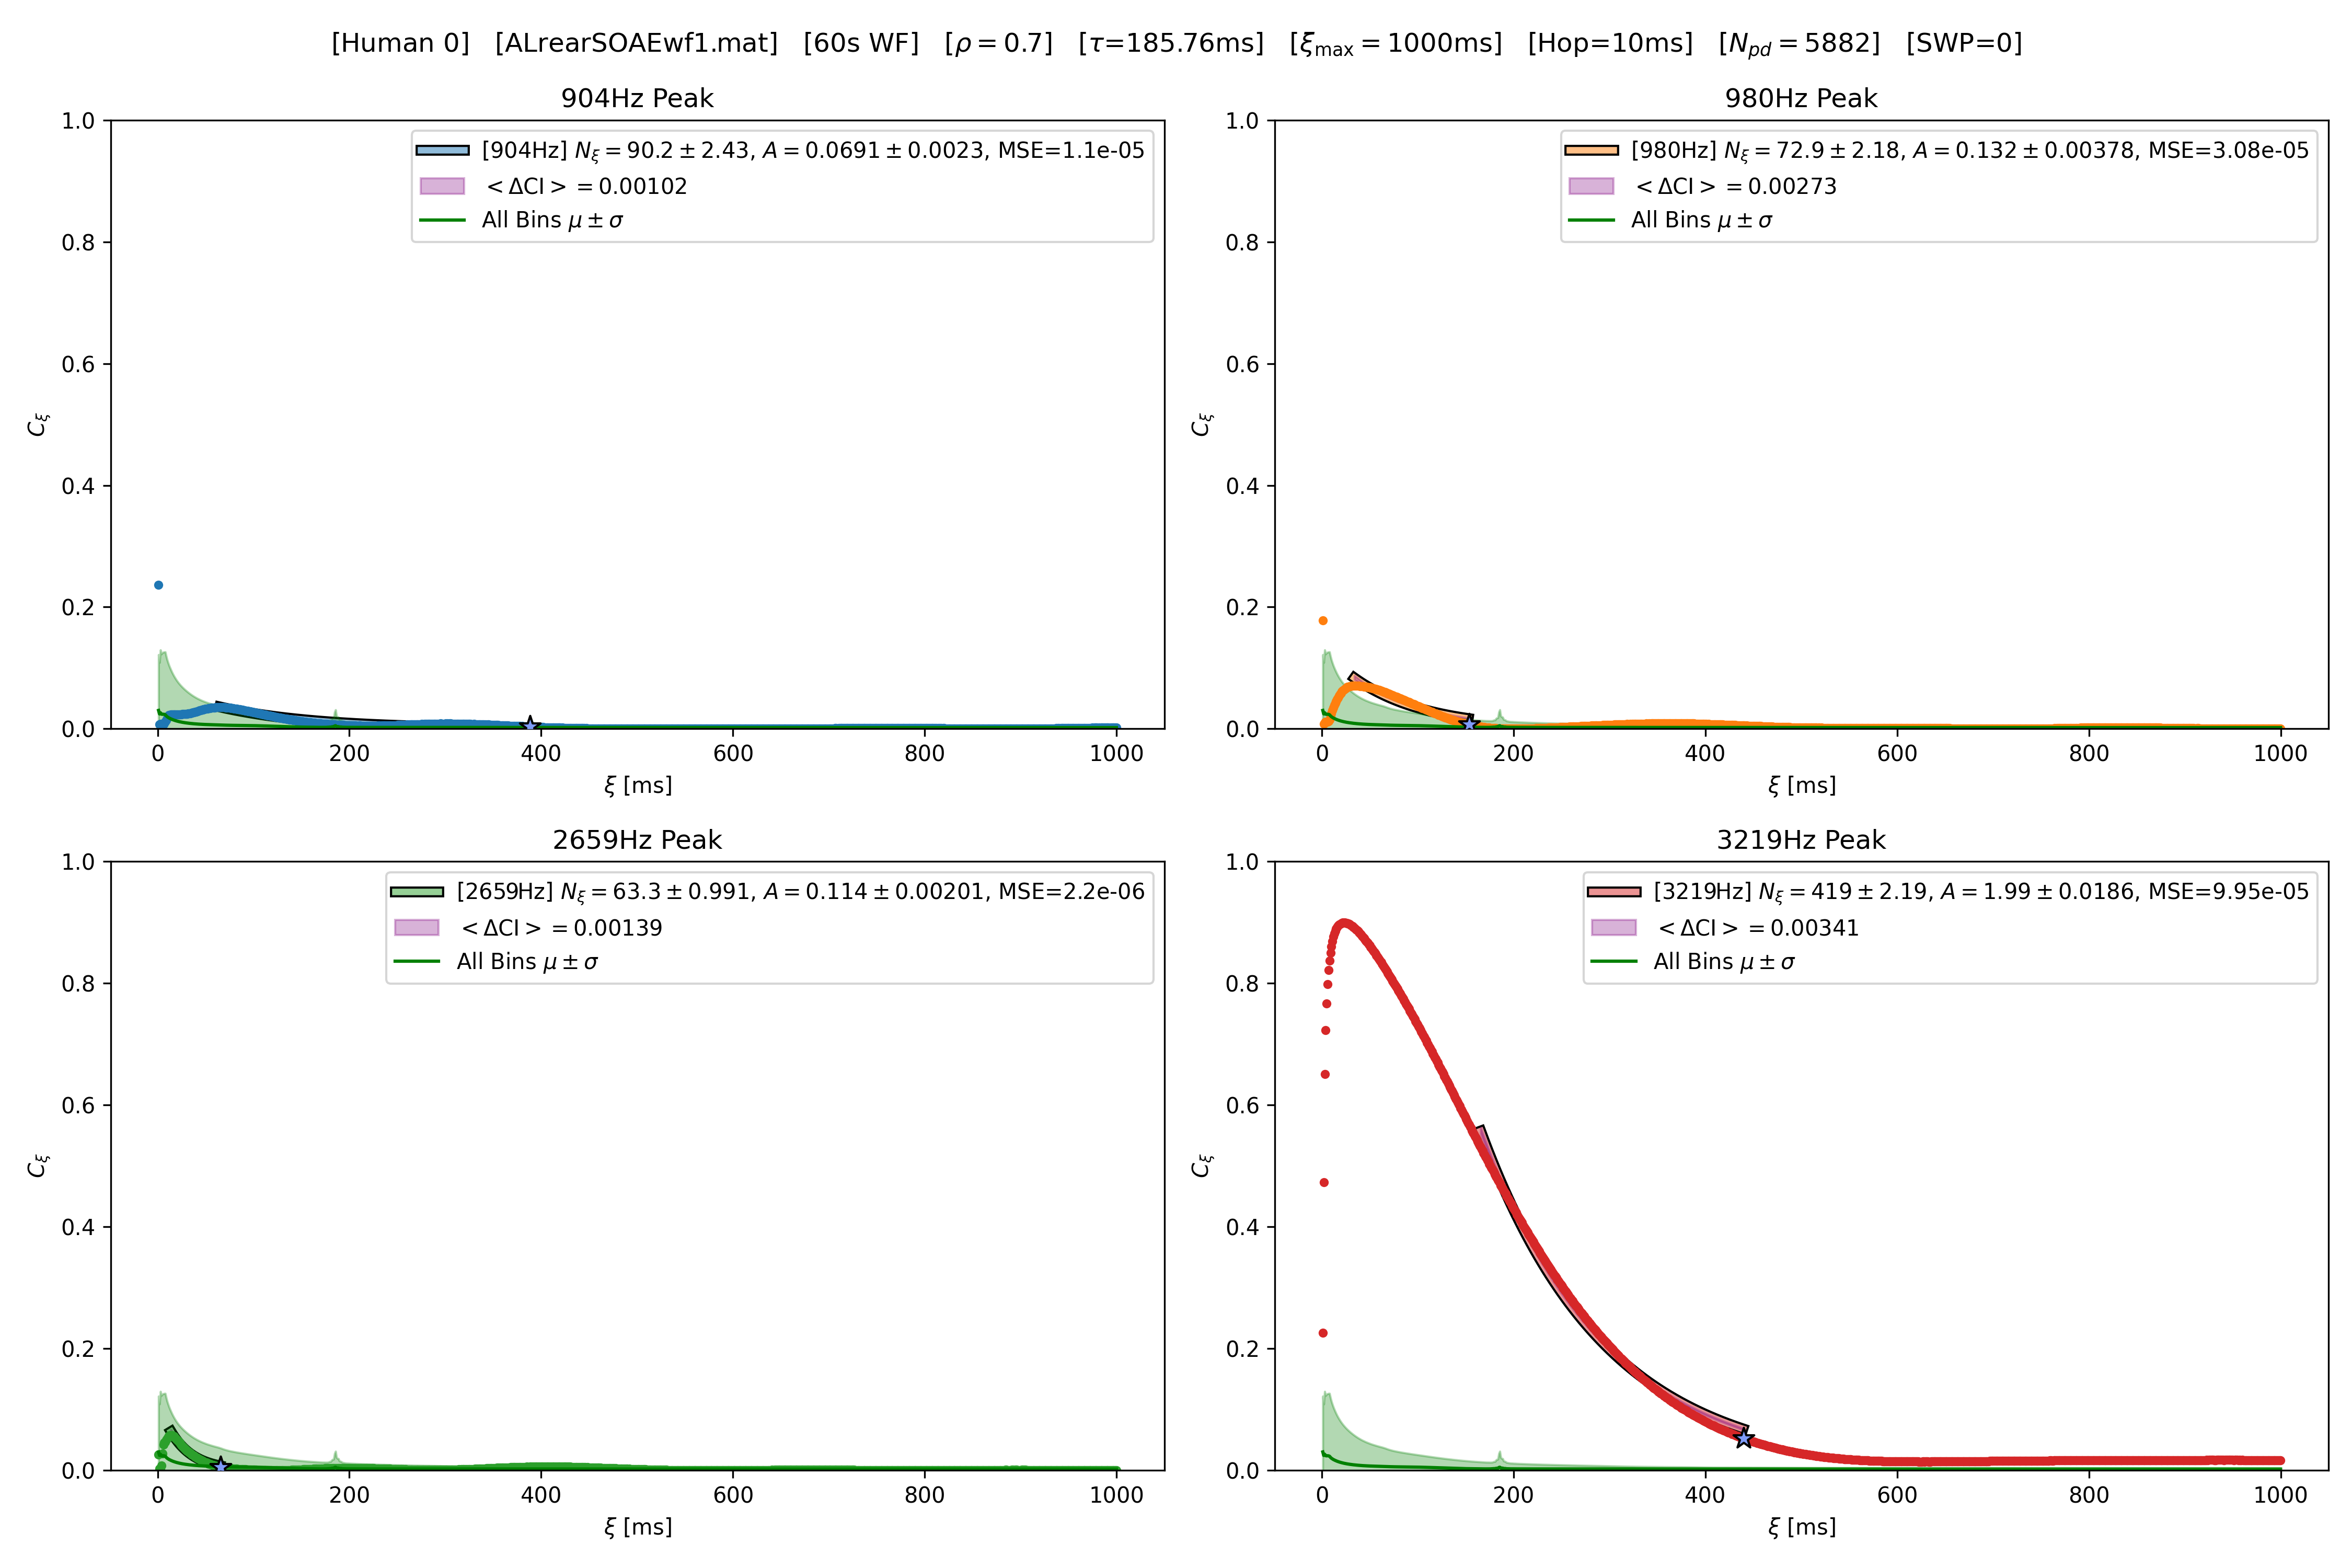 [Human 0] [ALrearSOAEwf1.mat] [60s WF] [ρ = 0.7] [τ=185.76ms] [ξmax = 1000ms] [Hop=10ms] [Npd = 5882] [SWP=0]
904Hz Peak
[904Hz] Nξ = 90.2 ± 2.43, A = 0.0691 ± 0.0023, MSE=1.1e-05
< ΔCI > = 0.00102
All Bins μ ± σ
1.0
0.8
0.6
0.4
0.2
0.0
Cξ
0 200 400 600 800 1000
ξ [ms]
980Hz Peak
[980Hz] Nξ = 72.9 ± 2.18, A = 0.132 ± 0.00378, MSE=3.08e-05
< ΔCI > = 0.00273
All Bins μ ± σ
1.0
0.8
0.6
0.4
0.2
0.0
Cξ
0 200 400 600 800 1000
ξ [ms]
2659Hz Peak
[2659Hz] Nξ = 63.3 ± 0.991, A = 0.114 ± 0.00201, MSE=2.2e-06
< ΔCI > = 0.00139
All Bins μ ± σ
1.0
0.8
0.6
0.4
0.2
0.0
Cξ
0 200 400 600 800 1000
ξ [ms]
3219Hz Peak
[3219Hz] Nξ = 419 ± 2.19, A = 1.99 ± 0.0186, MSE=9.95e-05
< ΔCI > = 0.00341
All Bins μ ± σ
1.0
0.8
0.6
0.4
0.2
0.0
Cξ
0 200 400 600 800 1000
ξ [ms]